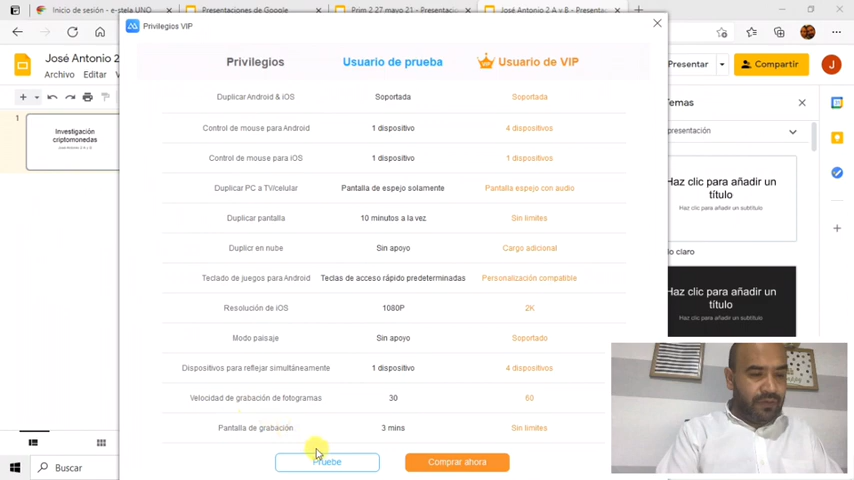 Inicio de sesión - e-stela UNO
Presentaciones de Google
Prim 2 27 mayo 21 - Presentaci
José Antonio 2 A y B - Presenta
Privilegios VIP
José Antonio 2
Archivo Editar
Presentar
Compartir
J
Temas
presentación
1
Investigación
criptomonedas
Haz clic para añadir un
título
Haz clic para añadir un subtítulo
lo claro
Haz clic para añadir un
título
Haz clic para añadir un subtítulo
Privilegios Usuario de prueba Usuario de VIP
Duplicar Android & iOS Soportada Soportada
Control de mouse para Android 1 dispositivo 4 dispositivos
Control de mouse para iOS 1 dispositivo 1 dispositivos
Duplicar PC a TV/celular Pantalla de espejo solamente Pantalla espejo con audio
Duplicar pantalla 10 minutos a la vez Sin limites
Duplicr en nube Sin apoyo Cargo adicional
Teclado de juegos para Android Teclas de acceso rápido predeterminadas Personalización compatible
Resolución de iOS 1080P 2K
Modo paisaje Sin apoyo Soportado
Dispositivos para reflejar simultáneamente 1 dispositivo 4 dispositivos
Velocidad de grabación de fotogramas 30 60
Pantalla de grabación 3 mins Sin limites
Pruebe Comprar ahora
Buscar